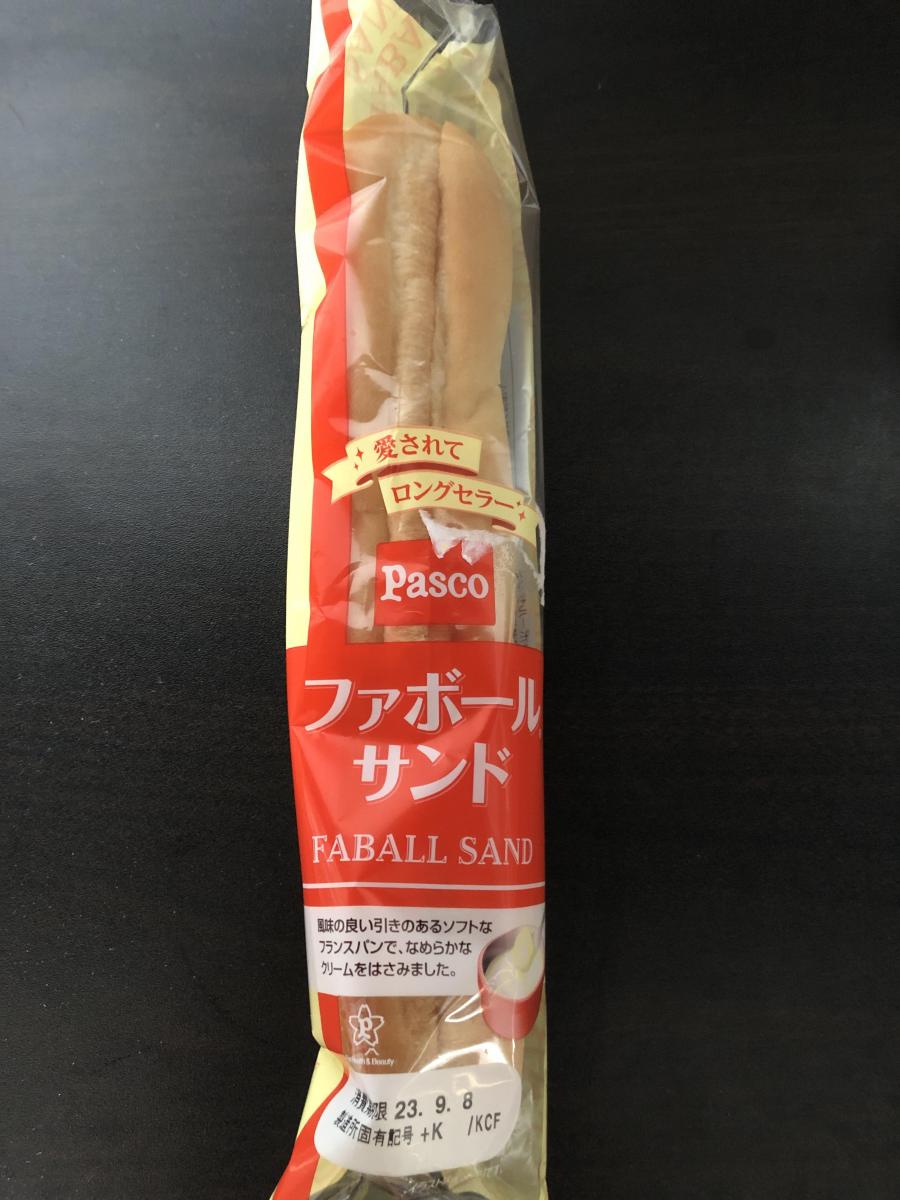 愛されて
ロングセラー
Pasco
ファボール
サンド
FABALL SAND
風味の良い引きのあるソフトな
フランスパンで、なめらかな
クリームをはさみました。
P
Health & Beauty
消費期限 23. 9. 8
製造所固有記号 +K /KCF